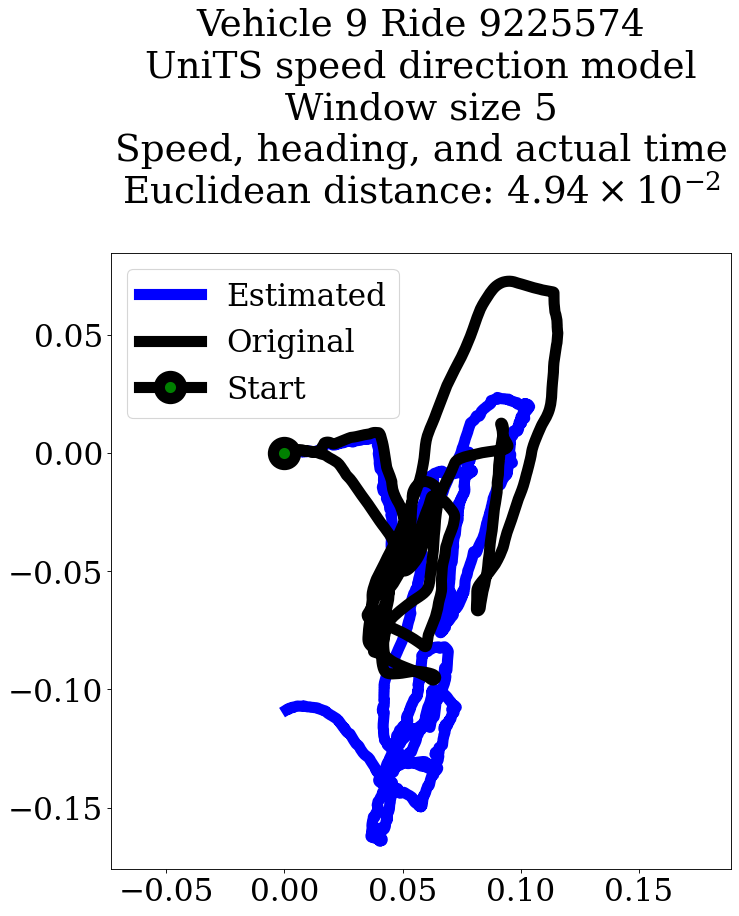 Vehicle 9 Ride 9225574
UniTS speed direction model
Window size 5
Speed, heading, and actual time
Euclidean distance: 4.94 × 10⁻²
Estimated
Original
Start
0.05
0.00
−0.05
−0.10
−0.15
−0.05 0.00 0.05 0.10 0.15